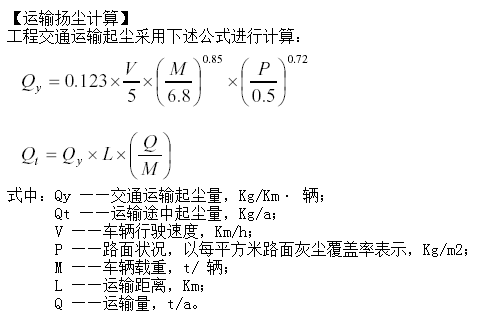 【运输扬尘计算】
工程交通运输起尘采用下述公式进行计算：
Qy = 0.123×V/5×(M/6.8)^0.85×(P/0.5)^0.72
Qt = Qy×L×(Q/M)
式中：Qy ——交通运输起尘量，Kg/Km· 辆；
Qt ——运输途中起尘量，Kg/a；
V ——车辆行驶速度，Km/h；
P ——路面状况，以每平方米路面灰尘覆盖率表示，Kg/m2；
M ——车辆载重，t/ 辆；
L ——运输距离，Km；
Q ——运输量，t/a。